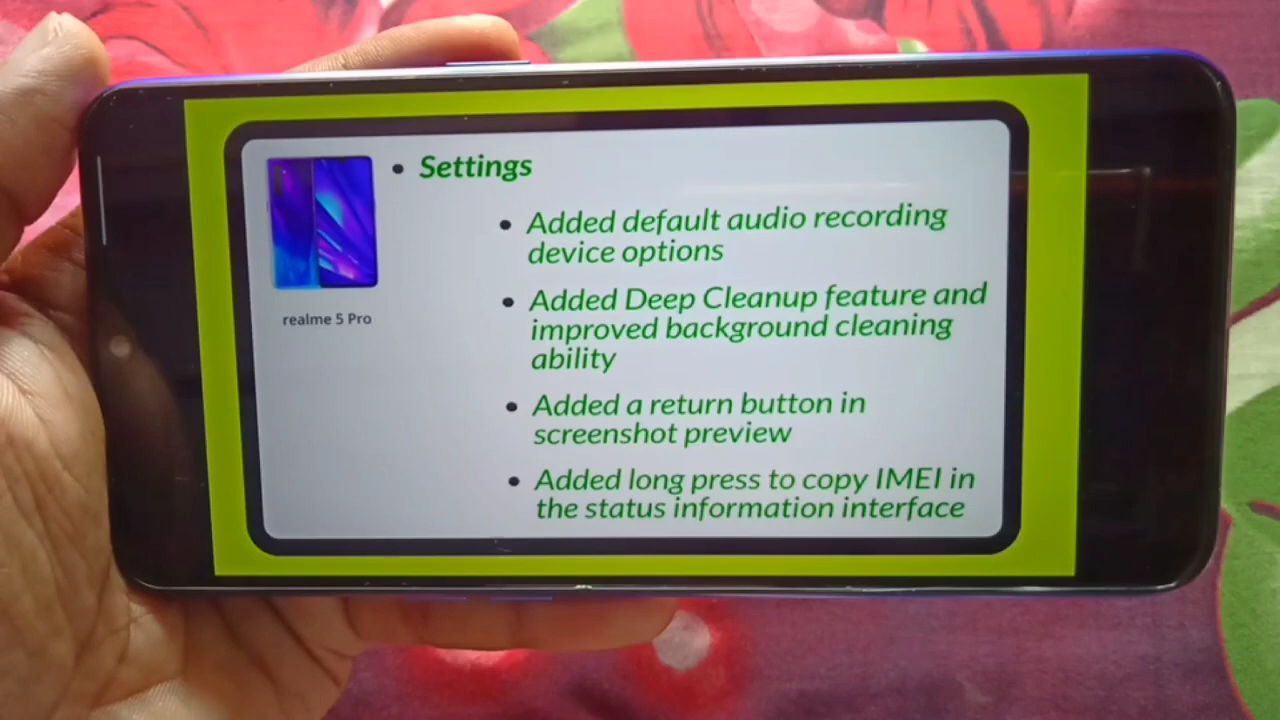 Settings
Added default audio recording
device options
Added Deep Cleanup feature and
improved background cleaning
ability
Added a return button in
screenshot preview
Added long press to copy IMEI in
the status information interface
realme 5 Pro